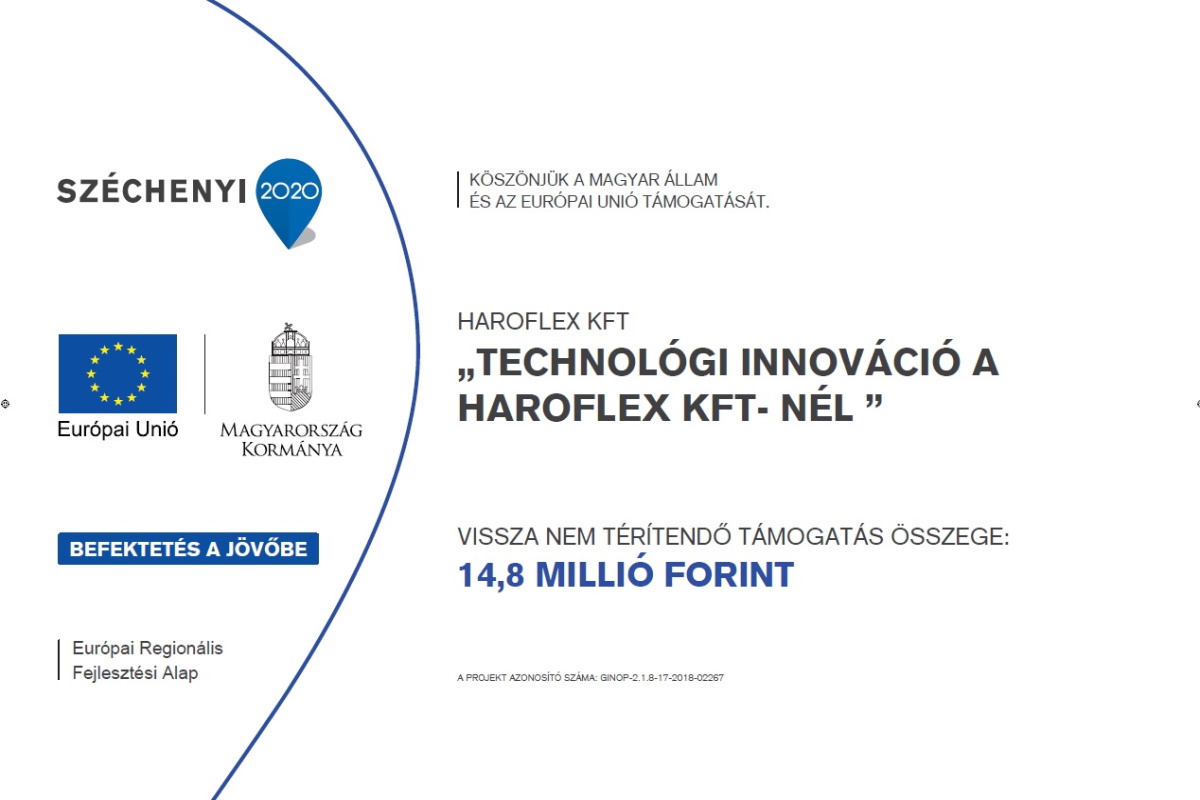 SZÉCHENYI 2020
KÖSZÖNJÜK A MAGYAR ÁLLAM
ÉS AZ EURÓPAI UNIÓ TÁMOGATÁSÁT.
Európai Unió
MAGYARORSZÁG
KORMÁNYA
HAROFLEX KFT
„TECHNOLÓGI INNOVÁCIÓ A
HAROFLEX KFT- NÉL ”
BEFEKTETÉS A JÖVŐBE
VISSZA NEM TÉRÍTENDŐ TÁMOGATÁS ÖSSZEGE:
14,8 MILLIÓ FORINT
Európai Regionális
Fejlesztési Alap
A PROJEKT AZONOSÍTÓ SZÁMA: GINOP-2.1.8-17-2018-02267